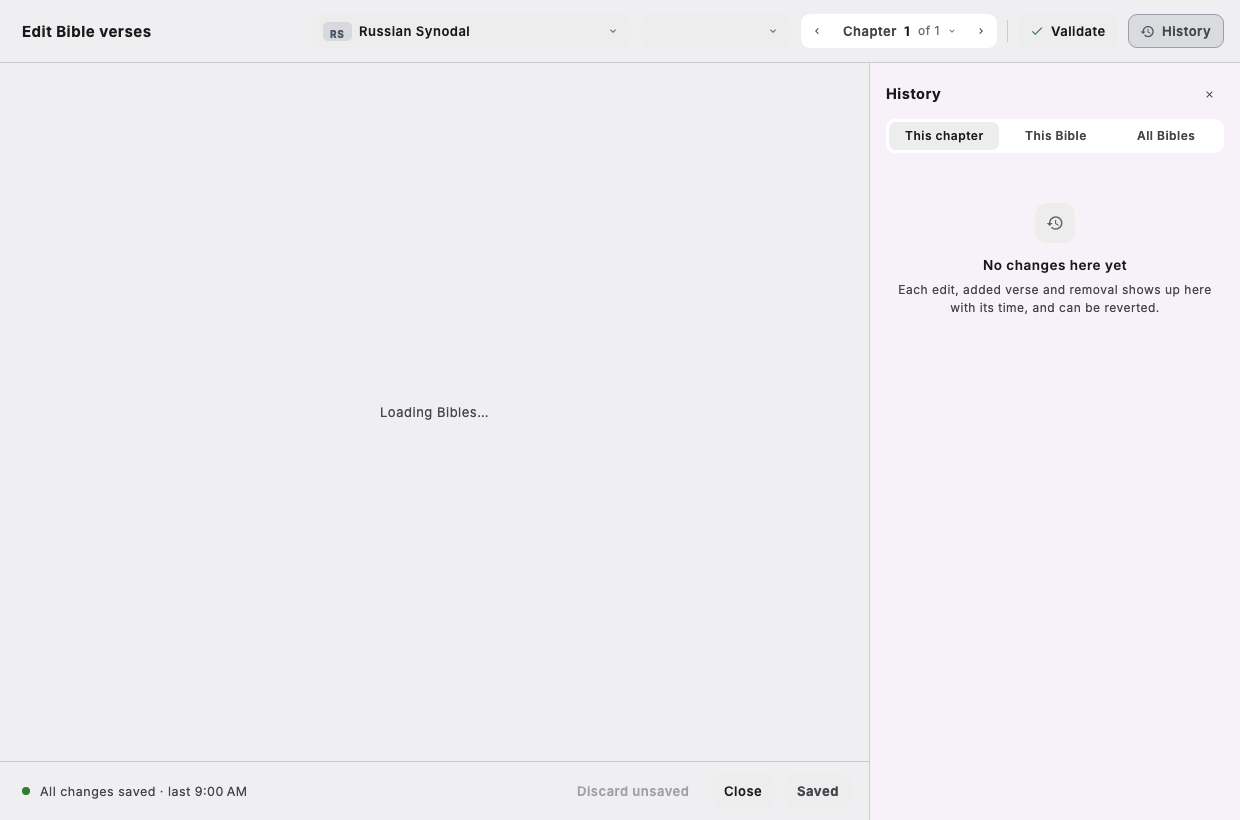 Edit Bible verses
RS Russian Synodal
Chapter 1 of 1
Validate
History
History
This chapter
This Bible
All Bibles
No changes here yet
Each edit, added verse and removal shows up here
with its time, and can be reverted.
Loading Bibles...
All changes saved · last 9:00 AM
Discard unsaved
Close
Saved